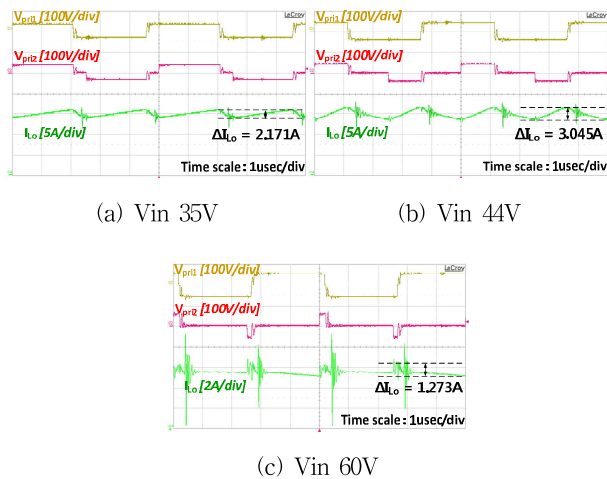 LeCroy
Vpri1 [100V/div]
Vpri2 [100V/div]
ILo [5A/div]
ΔILo = 2.171A
Time scale : 1usec/div
(a) Vin 35V
LeCroy
Vpri1 [100V/div]
Vpri2 [100V/div]
ILo [5A/div]
ΔILo = 3.045A
Time scale : 1usec/div
(b) Vin 44V
LeCroy
Vpri1 [100V/div]
Vpri2 [100V/div]
ILo [2A/div]
ΔILo = 1.273A
Time scale : 1usec/div
(c) Vin 60V